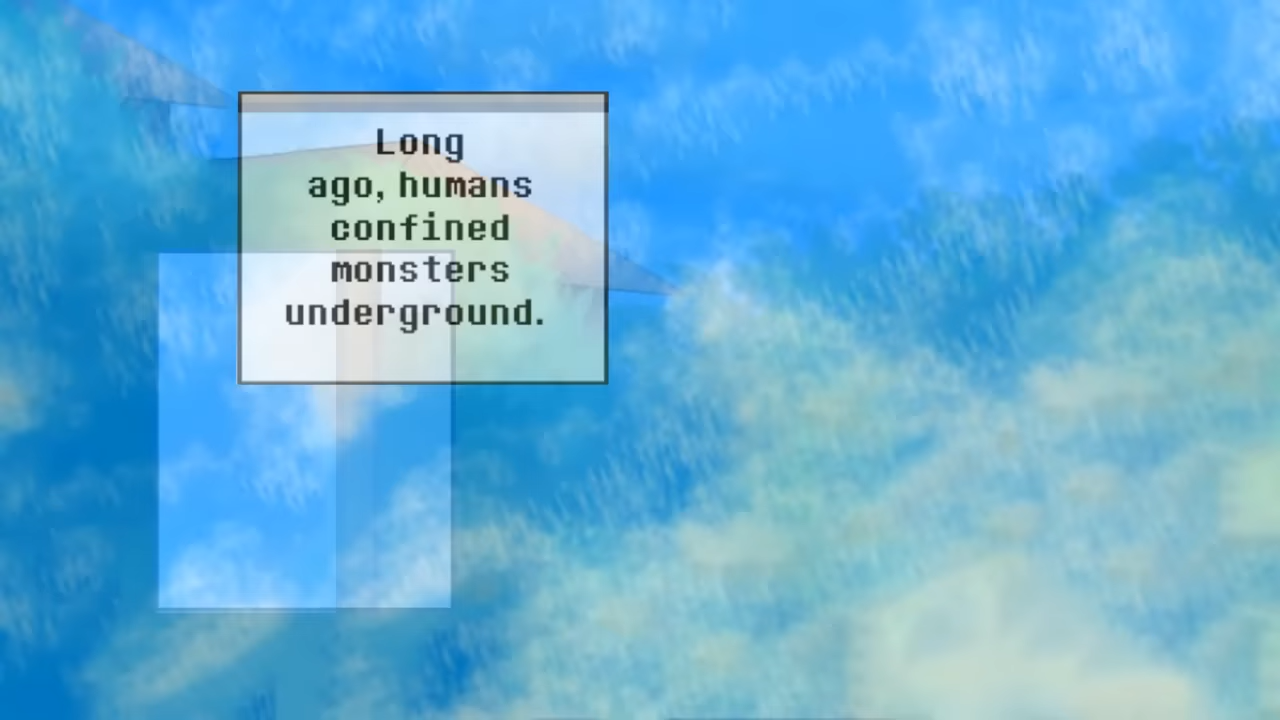 Long
ago, humans
confined
monsters
underground.